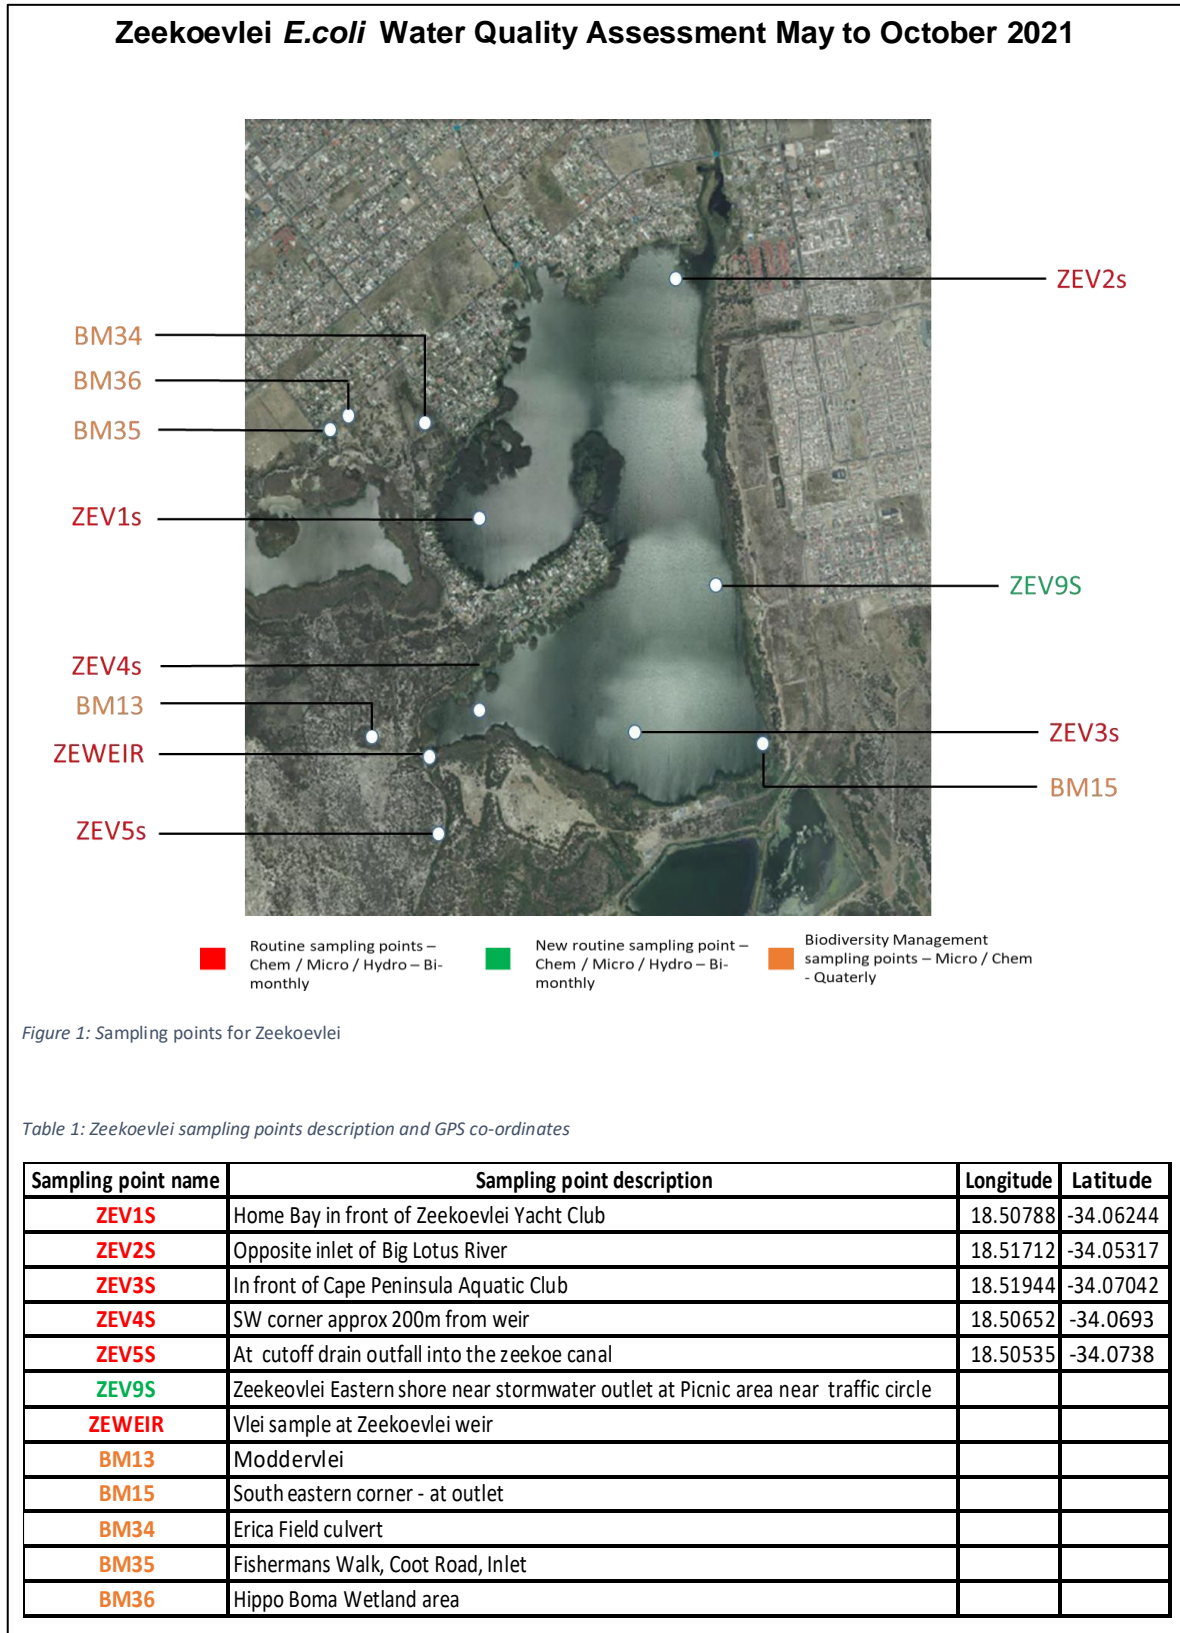 Zeekoevlei E.coli Water Quality Assessment May to October 2021
ZEV2s
BM34
BM36
BM35
ZEV1s
ZEV9S
ZEV4s
BM13
ZEWEIR
ZEV3s
BM15
ZEV5s
Routine sampling points –
Chem / Micro / Hydro – Bi-
monthly
New routine sampling point –
Chem / Micro / Hydro – Bi-
monthly
Biodiversity Management
sampling points – Micro / Chem
- Quaterly
Figure 1: Sampling points for Zeekoevlei
Table 1: Zeekoevlei sampling points description and GPS co-ordinates
Sampling point name Sampling point description Longitude Latitude
ZEV1S Home Bay in front of Zeekoevlei Yacht Club 18.50788 -34.06244
ZEV2S Opposite inlet of Big Lotus River 18.51712 -34.05317
ZEV3S In front of Cape Peninsula Aquatic Club 18.51944 -34.07042
ZEV4S SW corner approx 200m from weir 18.50652 -34.0693
ZEV5S At cutoff drain outfall into the zeekoe canal 18.50535 -34.0738
ZEV9S Zeekeovlei Eastern shore near stormwater outlet at Picnic area near traffic circle
ZEWEIR Vlei sample at Zeekoevlei weir
BM13 Moddervlei
BM15 South eastern corner - at outlet
BM34 Erica Field culvert
BM35 Fishermans Walk, Coot Road, Inlet
BM36 Hippo Boma Wetland area